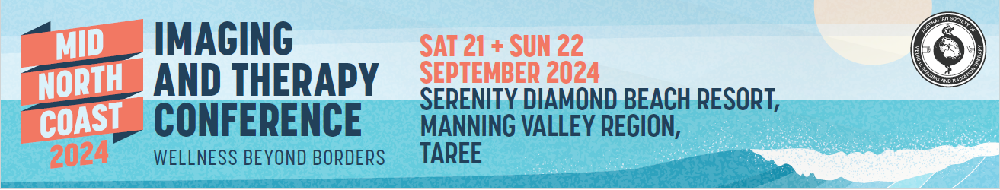 MID
NORTH
COAST
2024
IMAGING
AND THERAPY
CONFERENCE
WELLNESS BEYOND BORDERS
SAT 21 + SUN 22
SEPTEMBER 2024
SERENITY DIAMOND BEACH RESORT,
MANNING VALLEY REGION,
TAREE
AUSTRALIAN SOCIETY OF
MEDICAL IMAGING AND RADIATION THERAPY